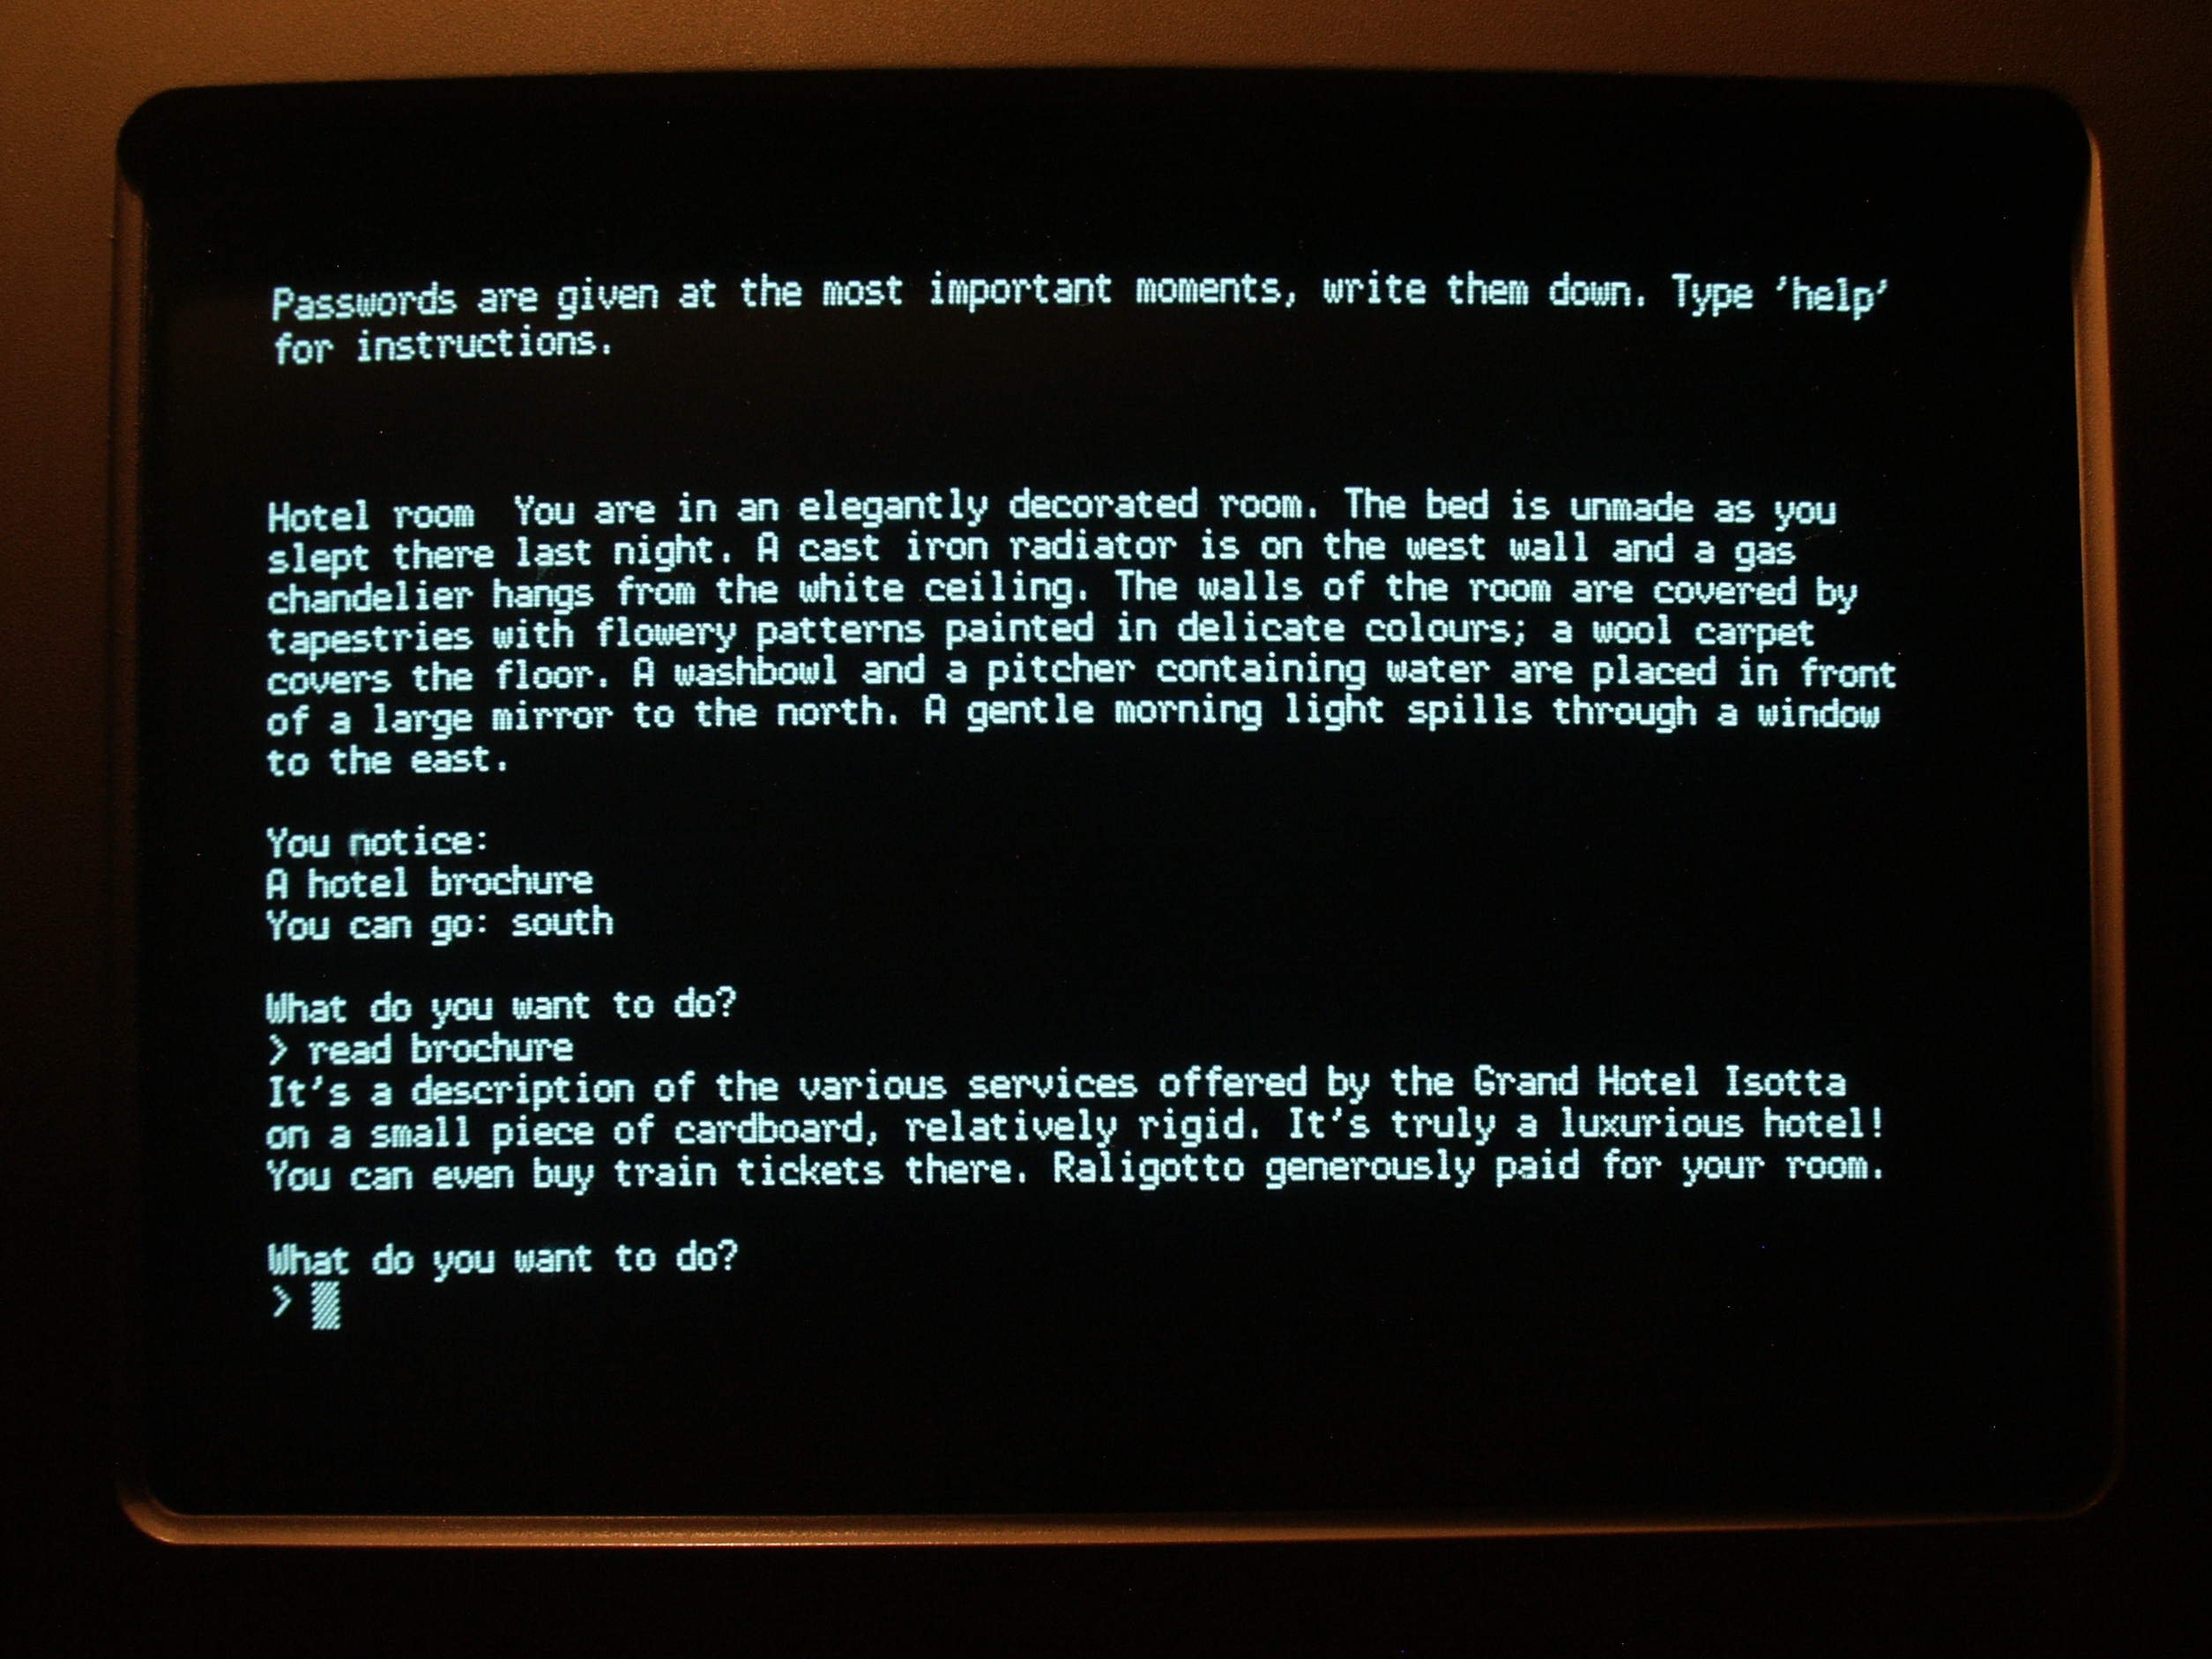 Passwords are given at the most important moments, write them down. Type 'help'
for instructions.
Hotel room  You are in an elegantly decorated room. The bed is unmade as you
slept there last night. A cast iron radiator is on the west wall and a gas
chandelier hangs from the white ceiling. The walls of the room are covered by
tapestries with flowery patterns painted in delicate colours; a wool carpet
covers the floor. A washbowl and a pitcher containing water are placed in front
of a large mirror to the north. A gentle morning light spills through a window
to the east.
You notice:
A hotel brochure
You can go: south
What do you want to do?
> read brochure
It's a description of the various services offered by the Grand Hotel Isotta
on a small piece of cardboard, relatively rigid. It's truly a luxurious hotel!
You can even buy train tickets there. Raligotto generously paid for your room.
What do you want to do?
>